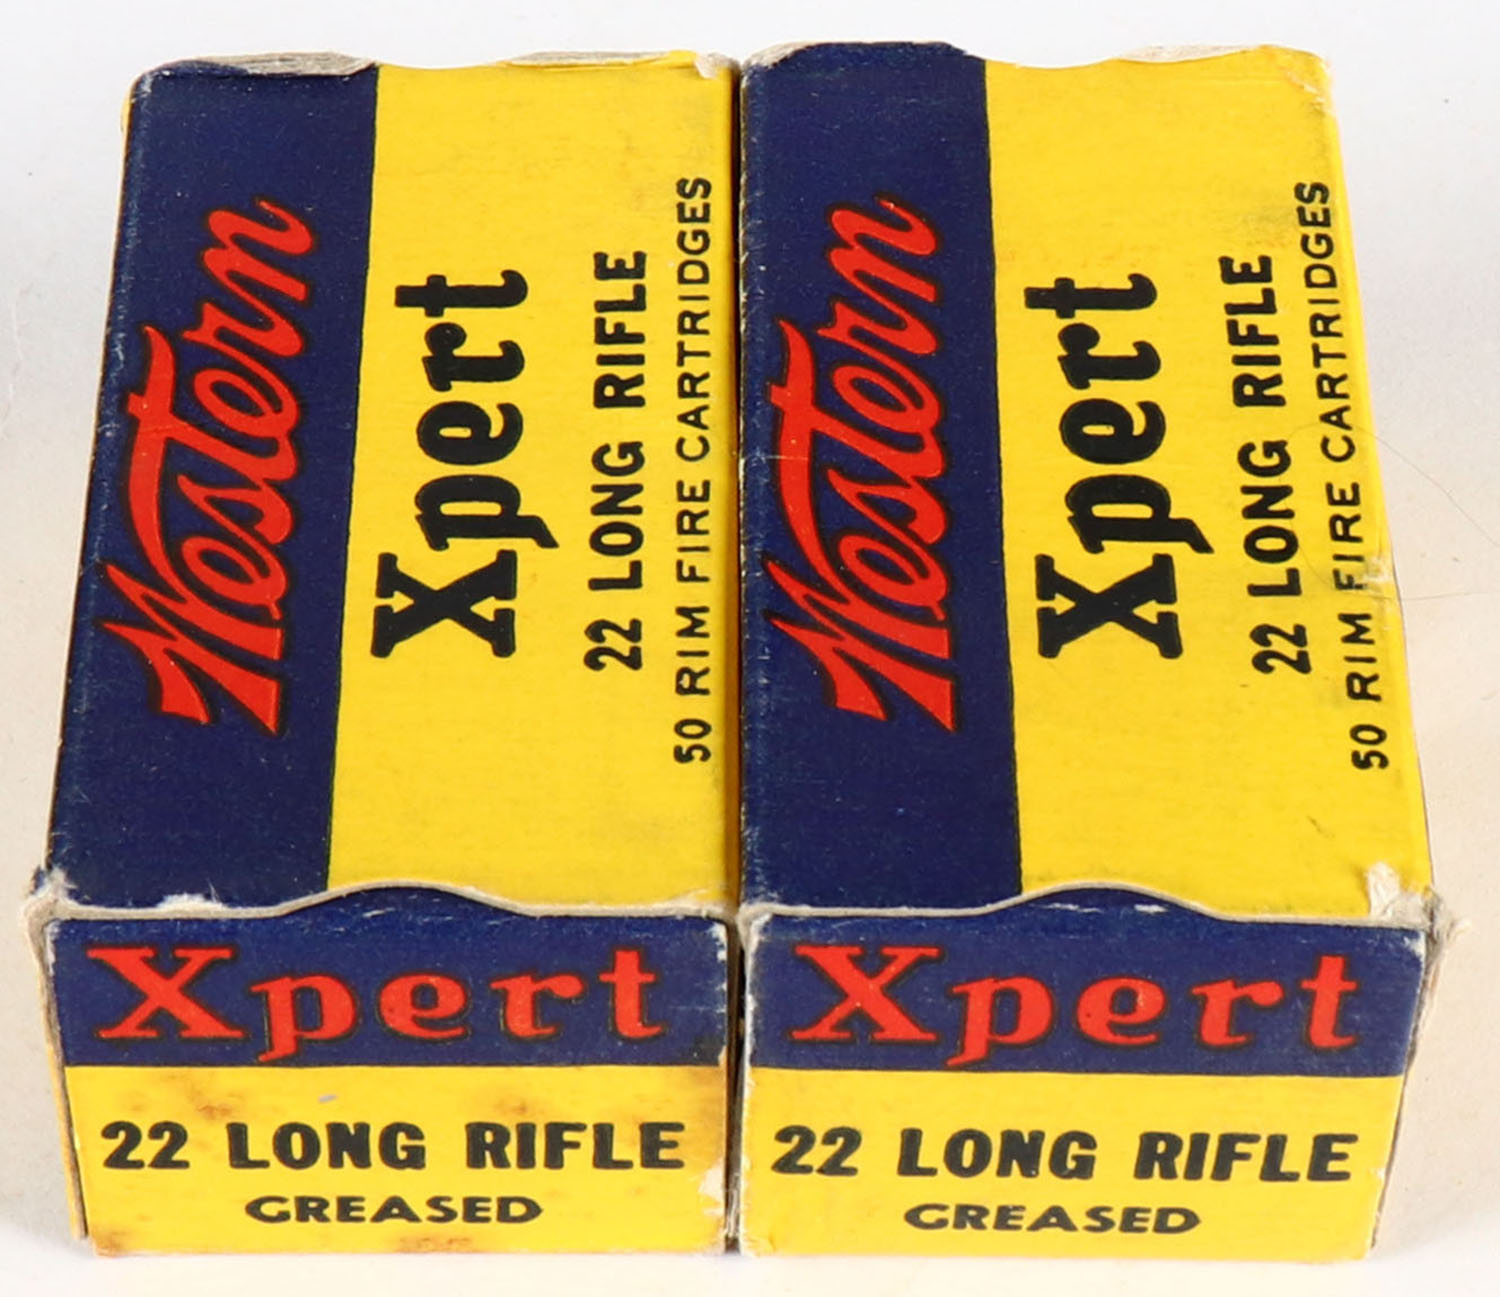 Western
Xpert
22 LONG RIFLE
50 RIM FIRE CARTRIDGES
Xpert
22 LONG RIFLE
GREASED
Western
Xpert
22 LONG RIFLE
50 RIM FIRE CARTRIDGES
Xpert
22 LONG RIFLE
GREASED